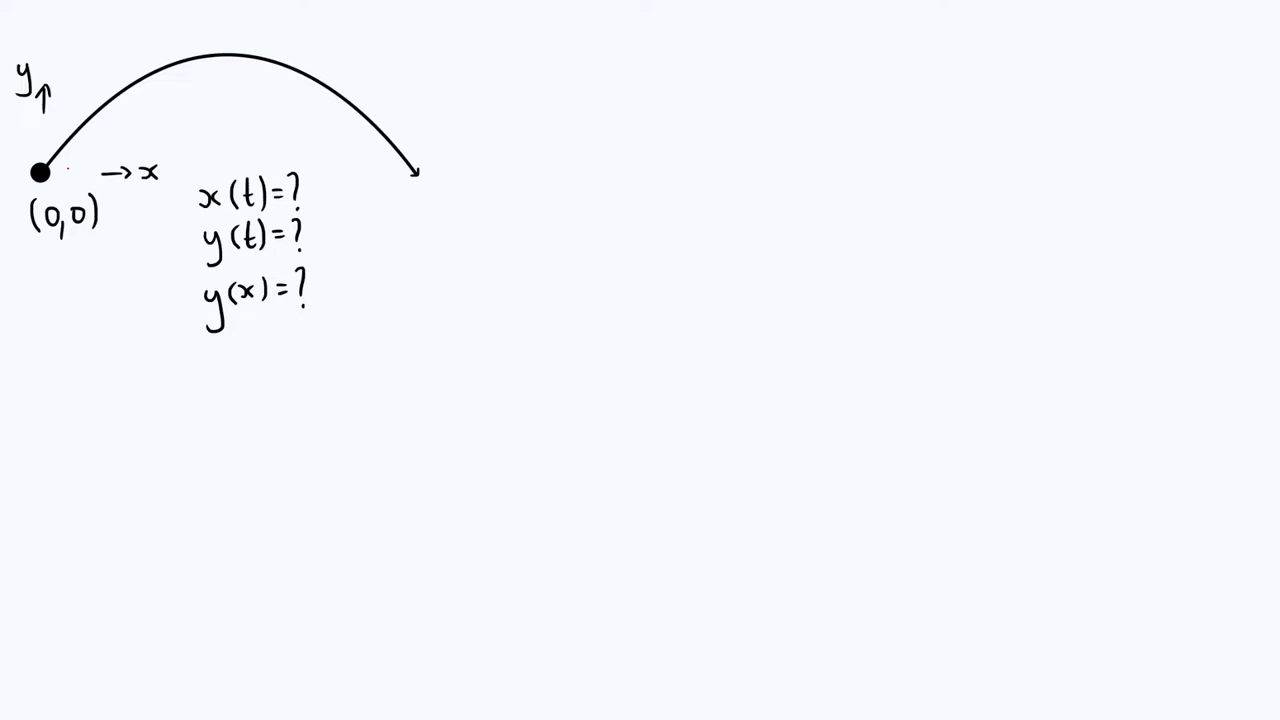 y ↑
→ x
(0,0)
x(t)=?
y(t)=?
y(x)=?